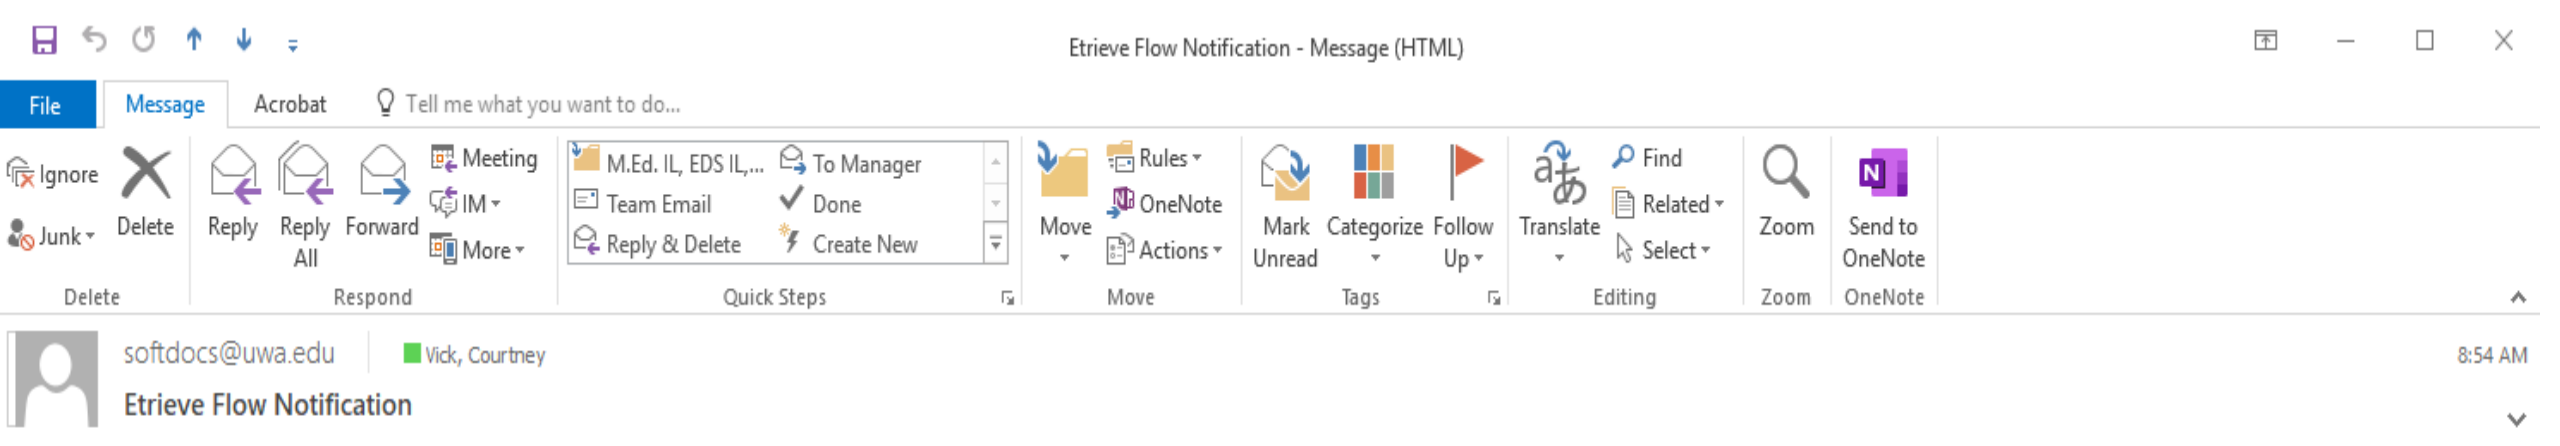 Etrieve Flow Notification - Message (HTML)
File Message Acrobat Tell me what you want to do...
Ignore
Junk
Delete
Delete
Reply
Reply All
Forward
Meeting
IM
More
Respond
M.Ed. IL, EDS IL,... To Manager
Team Email Done
Reply & Delete Create New
Quick Steps
Move
Rules
OneNote
Actions
Move
Mark Unread
Categorize
Follow Up
Tags
Translate
Find
Related
Select
Editing
Zoom
Zoom
Send to OneNote
OneNote
softdocs@uwa.edu Vick, Courtney 8:54 AM
Etrieve Flow Notification